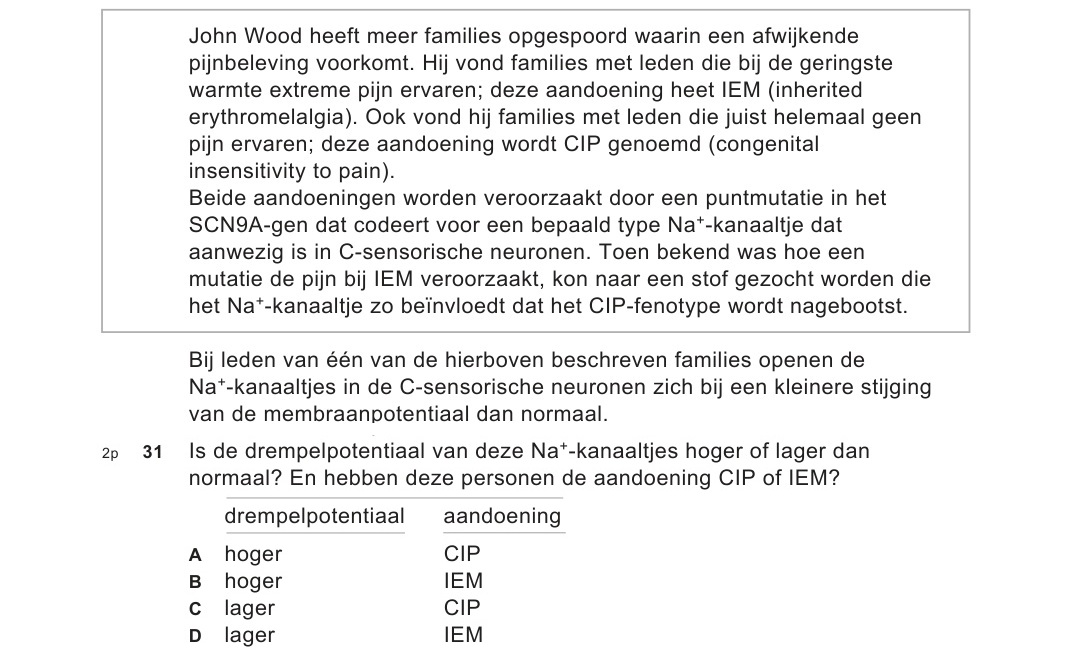 John Wood heeft meer families opgespoord waarin een afwijkende
pijnbeleving voorkomt. Hij vond families met leden die bij de geringste
warmte extreme pijn ervaren; deze aandoening heet IEM (inherited
erythromelalgia). Ook vond hij families met leden die juist helemaal geen
pijn ervaren; deze aandoening wordt CIP genoemd (congenital
insensitivity to pain).
Beide aandoeningen worden veroorzaakt door een puntmutatie in het
SCN9A-gen dat codeert voor een bepaald type Na⁺-kanaaltje dat
aanwezig is in C-sensorische neuronen. Toen bekend was hoe een
mutatie de pijn bij IEM veroorzaakt, kon naar een stof gezocht worden die
het Na⁺-kanaaltje zo beïnvloedt dat het CIP-fenotype wordt nagebootst.
Bij leden van één van de hierboven beschreven families openen de
Na⁺-kanaaltjes in de C-sensorische neuronen zich bij een kleinere stijging
van de membraanpotentiaal dan normaal.
2p 31 Is de drempelpotentiaal van deze Na⁺-kanaaltjes hoger of lager dan
normaal? En hebben deze personen de aandoening CIP of IEM?
drempelpotentiaal aandoening
A hoger CIP
B hoger IEM
C lager CIP
D lager IEM